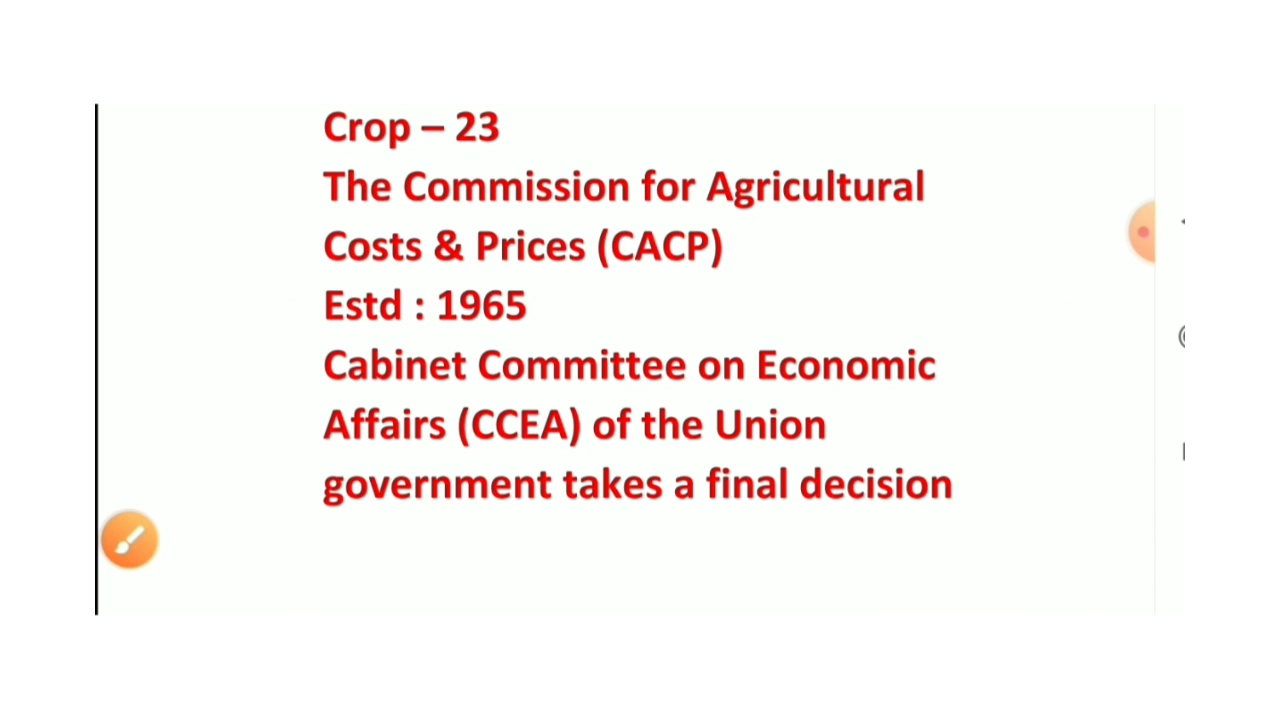 Crop – 23
The Commission for Agricultural
Costs & Prices (CACP)
Estd : 1965
Cabinet Committee on Economic
Affairs (CCEA) of the Union
government takes a final decision